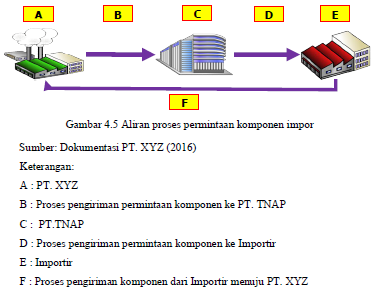 A B C D E
F
Gambar 4.5 Aliran proses permintaan komponen impor
Sumber: Dokumentasi PT. XYZ (2016)
Keterangan:
A : PT. XYZ
B : Proses pengiriman permintaan komponen ke PT. TNAP
C : PT.TNAP
D : Proses pengiriman permintaan komponen ke Importir
E : Importir
F : Proses pengiriman komponen dari Importir menuju PT. XYZ